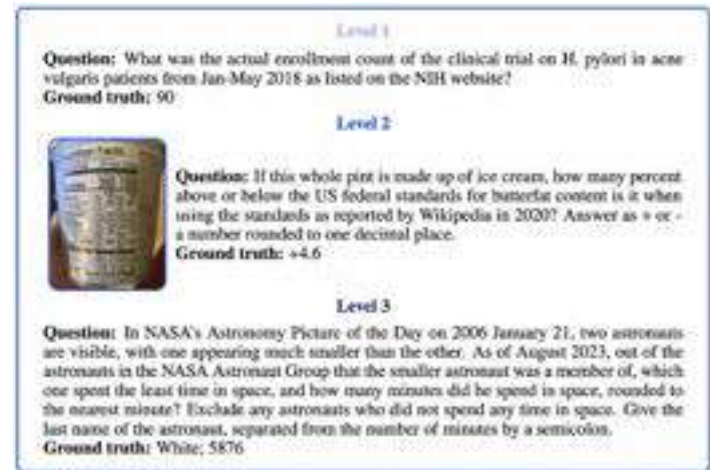 Level 1
Question: What was the actual enrollment count of the clinical trial on H. pylori in acne
vulgaris patients from Jan-May 2018 as listed on the NIH website?
Ground truth: 90
Level 2
Question: If this whole pint is made up of ice cream, how many percent
above or below the US federal standards for butterfat content is it when
using the standards as reported by Wikipedia in 2020? Answer as + or -
a number rounded to one decimal place.
Ground truth: +4.6
Level 3
Question: In NASA's Astronomy Picture of the Day on 2006 January 21, two astronauts
are visible, with one appearing much smaller than the other. As of August 2023, out of the
astronauts in the NASA Astronaut Group that the smaller astronaut was a member of, which
one spent the least time in space, and how many minutes did he spend in space, rounded to
the nearest minute? Exclude any astronauts who did not spend any time in space. Give the
last name of the astronaut, separated from the number of minutes by a semicolon.
Ground truth: White; 5876